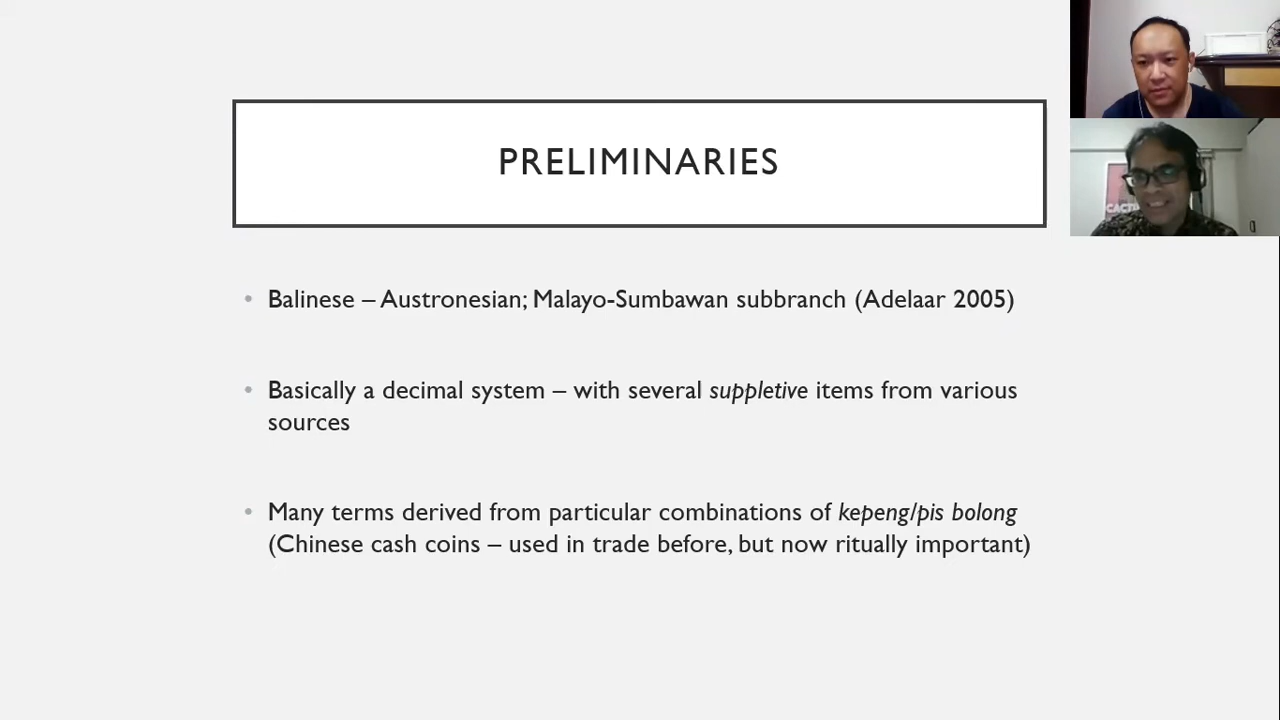 PRELIMINARIES
• Balinese – Austronesian; Malayo-Sumbawan subbranch (Adelaar 2005)
• Basically a decimal system – with several suppletive items from various
sources
• Many terms derived from particular combinations of kepeng/pis bolong
(Chinese cash coins – used in trade before, but now ritually important)